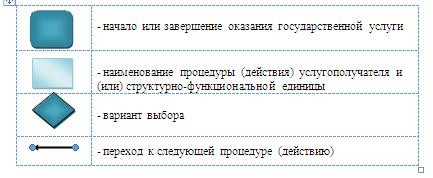 - начало или завершение оказания государственной услуги
- наименование процедуры (действия) услугополучателя и
(или) структурно-функциональной единицы
- вариант выбора
- переход к следующей процедуре (действию)